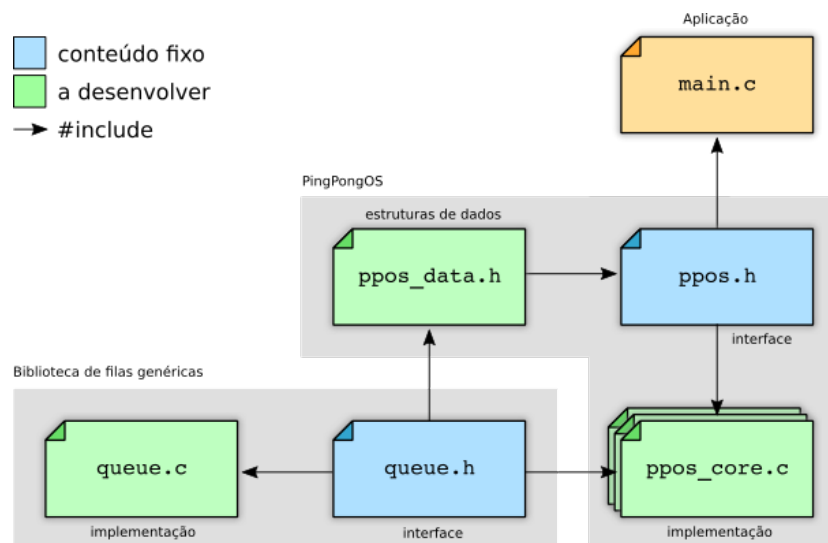 Aplicação
conteúdo fixo
a desenvolver
#include
main.c
PingPongOS
estruturas de dados
ppos_data.h
ppos.h
interface
Biblioteca de filas genéricas
queue.c
queue.h
ppos_core.c
implementação
interface
implementação